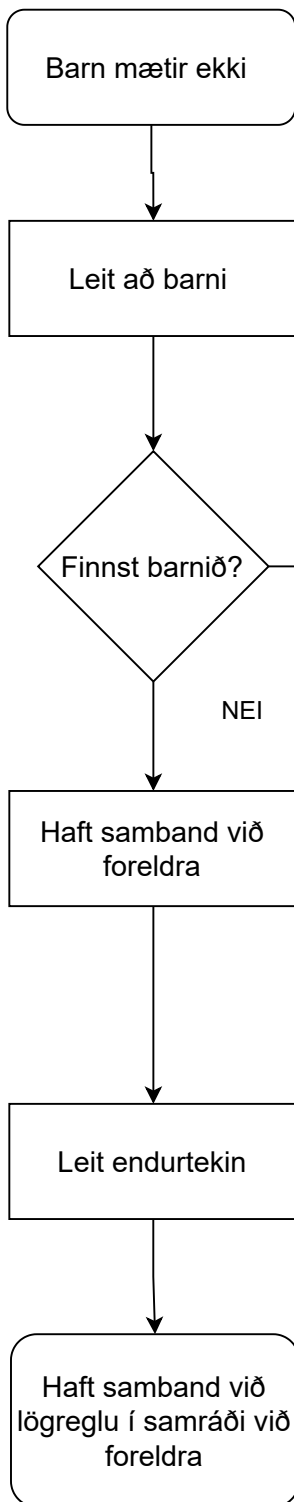 Barn mætir ekki
Leit að barni
Finnst barnið?
NEI
Haft samband við
foreldra
Leit endurtekin
Haft samband við
lögreglu í samráði við
foreldra